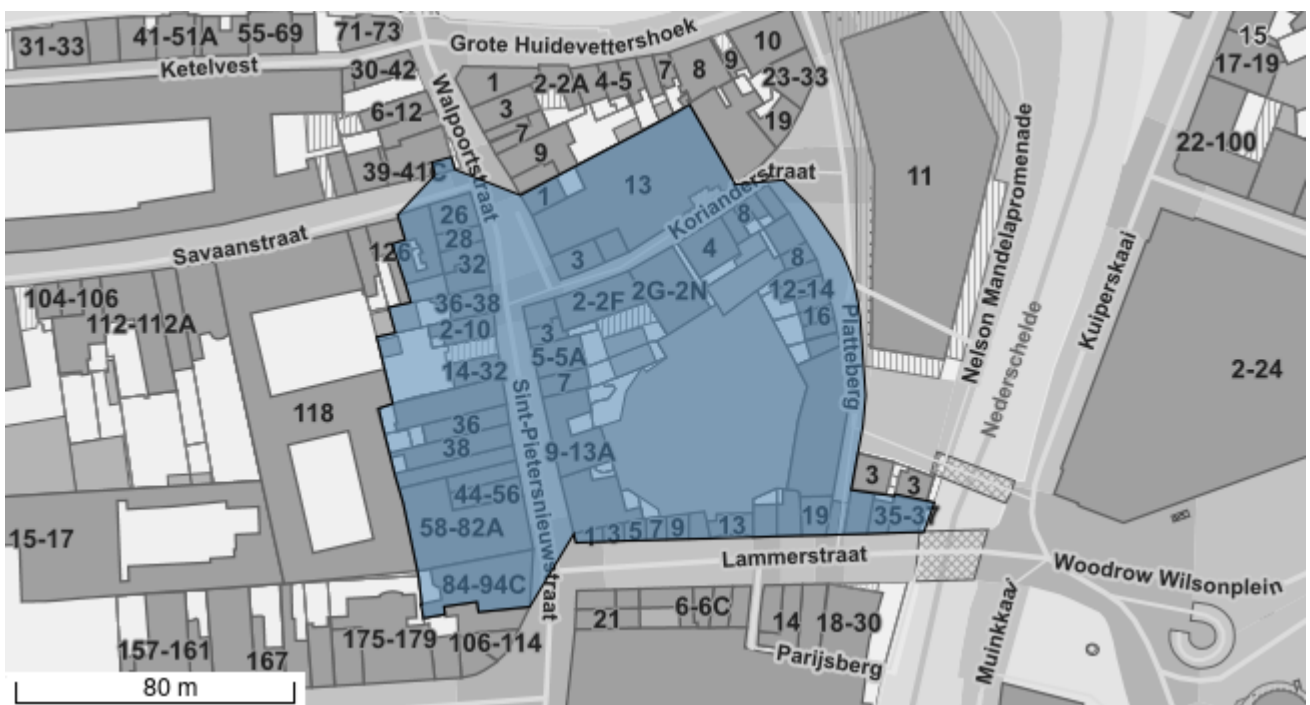 31-33
41-51A
55-69
71-73
Grote Huidevettershoek
10
15
Ketelvest
30-42
1
2-2A
4-5
7
8
9
23-33
17-19
Walpoortstraat
6-12
3
7
9
19
22-100
39-41C
1
13
Korianderstraat
11
Nelson Mandelapromenade
Kuiperskaai
Savaanstraat
26
28
32
126
3
8
4
8
104-106
112-112A
36-38
2-10
2-2F
2G-2N
12-14
16
Platteberg
Nederschelde
2-24
3
5-5A
7
14-32
Sint-Pietersnieuwstraat
118
36
38
9-13A
44-56
58-82A
3
3
15-17
1
3
5
7
9
13
19
35-37
Lammerstraat
Woodrow Wilsonplein
84-94C
21
6-6C
14
18-30
Muinkkaai
157-161
167
175-179
106-114
Parijsberg
80 m